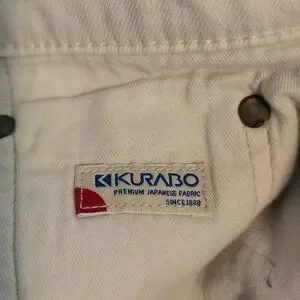 KURABO
PREMIUM JAPANESE FABRIC
SINCE 1888